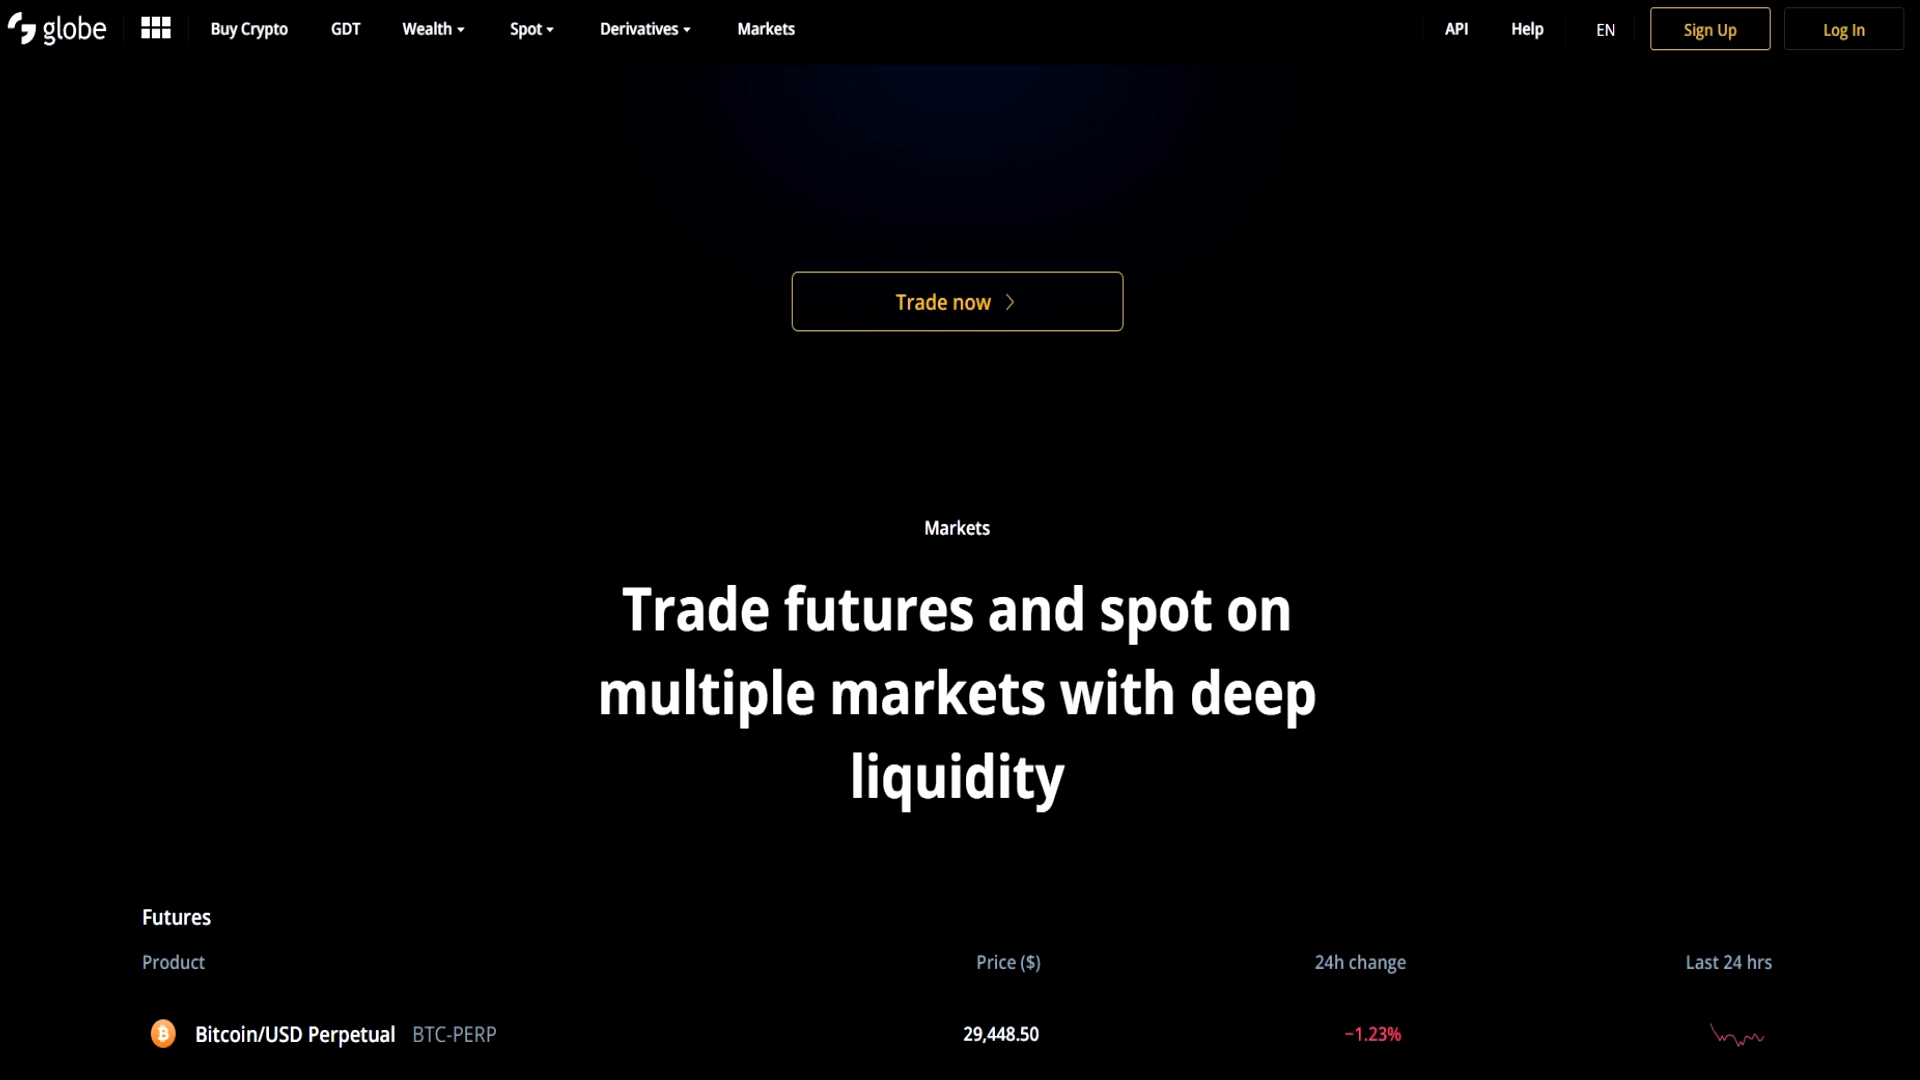 globe
Buy Crypto
GDT
Wealth
Spot
Derivatives
Markets
API
Help
EN
Sign Up
Log In
Trade now
Markets
Trade futures and spot on
multiple markets with deep
liquidity
Futures
Product Price ($) 24h change Last 24 hrs
Bitcoin/USD Perpetual BTC-PERP 29,448.50 −1.23%